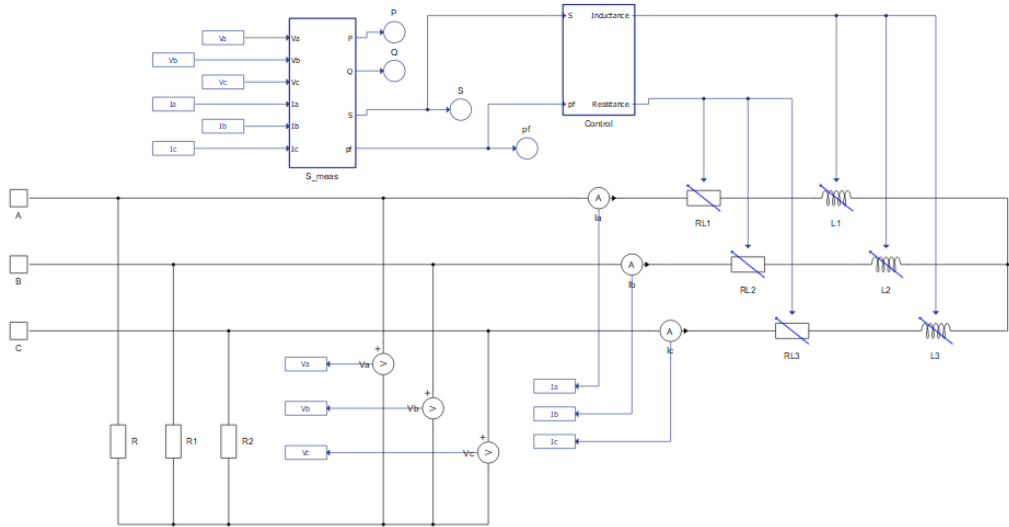 P
Va
Va
P
Vb
Vb
Q
Q
Vc
Vc
Ia
Ia
S
S
Ib
Ib
pf
Ic
Ic
pf
S_meas
S
Inductance
pf
Resistance
Control
A
A
Ia
RL1
L1
B
A
Ib
RL2
L2
C
A
Ic
RL3
L3
Va
+
Va
V
Vb
+
Vb
V
Vc
+
Vc
V
Ia
Ib
Ic
R
R1
R2